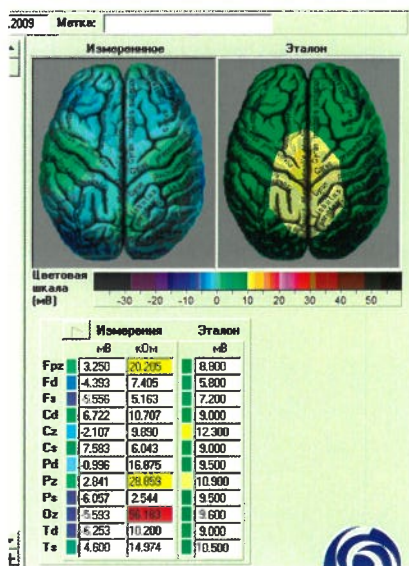 .2009 Метка:
Измеренное Эталон
Цветовая шкала (мВ)
-30 -20 -10 0 10 20 30 40 50
Измерения Эталон
мВ кОм мВ
Fpz 3.250 20.205 8.800
Fd -4.393 7.405 5.800
Fs -5.556 5.163 7.200
Cd 6.722 10.707 9.000
Cz -2.107 9.890 12.300
Cs 7.583 6.043 9.000
Pd -0.996 16.875 9.500
Pz 2.841 28.859 10.900
Ps -6.057 2.544 9.500
Oz -5.593 9.600
Td -6.253 10.200 9.000
Ts 4.600 14.974 10.500